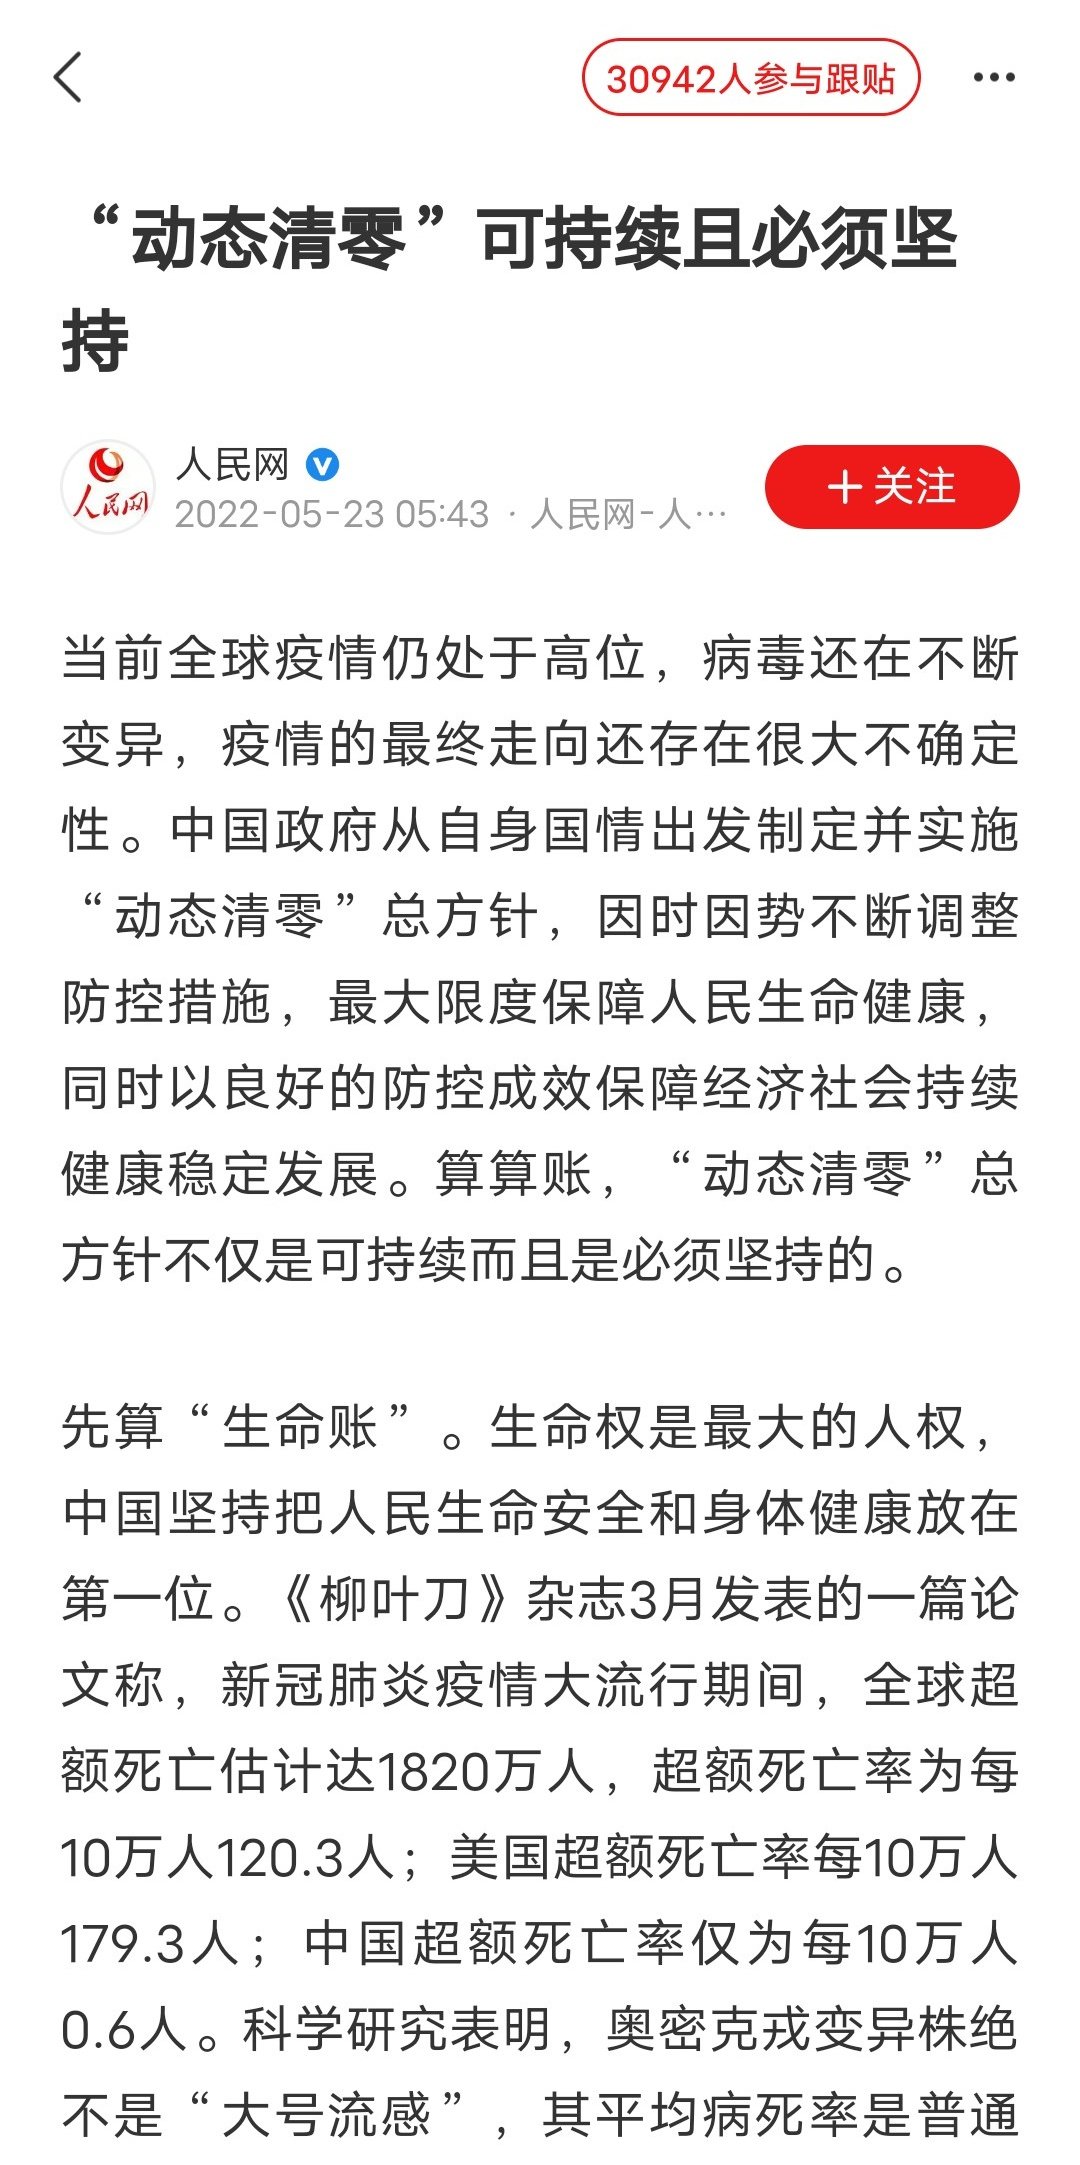 30942人参与跟贴
“动态清零”可持续且必须坚
持
人民网
人民网
2022-05-23 05:43 · 人民网-人…
+关注
当前全球疫情仍处于高位，病毒还在不断
变异，疫情的最终走向还存在很大不确定
性。中国政府从自身国情出发制定并实施
“动态清零”总方针，因时因势不断调整
防控措施，最大限度保障人民生命健康，
同时以良好的防控成效保障经济社会持续
健康稳定发展。算算账，“动态清零”总
方针不仅是可持续而且是必须坚持的。
先算“生命账”。生命权是最大的人权，
中国坚持把人民生命安全和身体健康放在
第一位。《柳叶刀》杂志3月发表的一篇论
文称，新冠肺炎疫情大流行期间，全球超
额死亡估计达1820万人，超额死亡率为每
10万人120.3人；美国超额死亡率每10万人
179.3人；中国超额死亡率仅为每10万人
0.6人。科学研究表明，奥密克戎变异株绝
不是“大号流感”，其平均病死率是普通